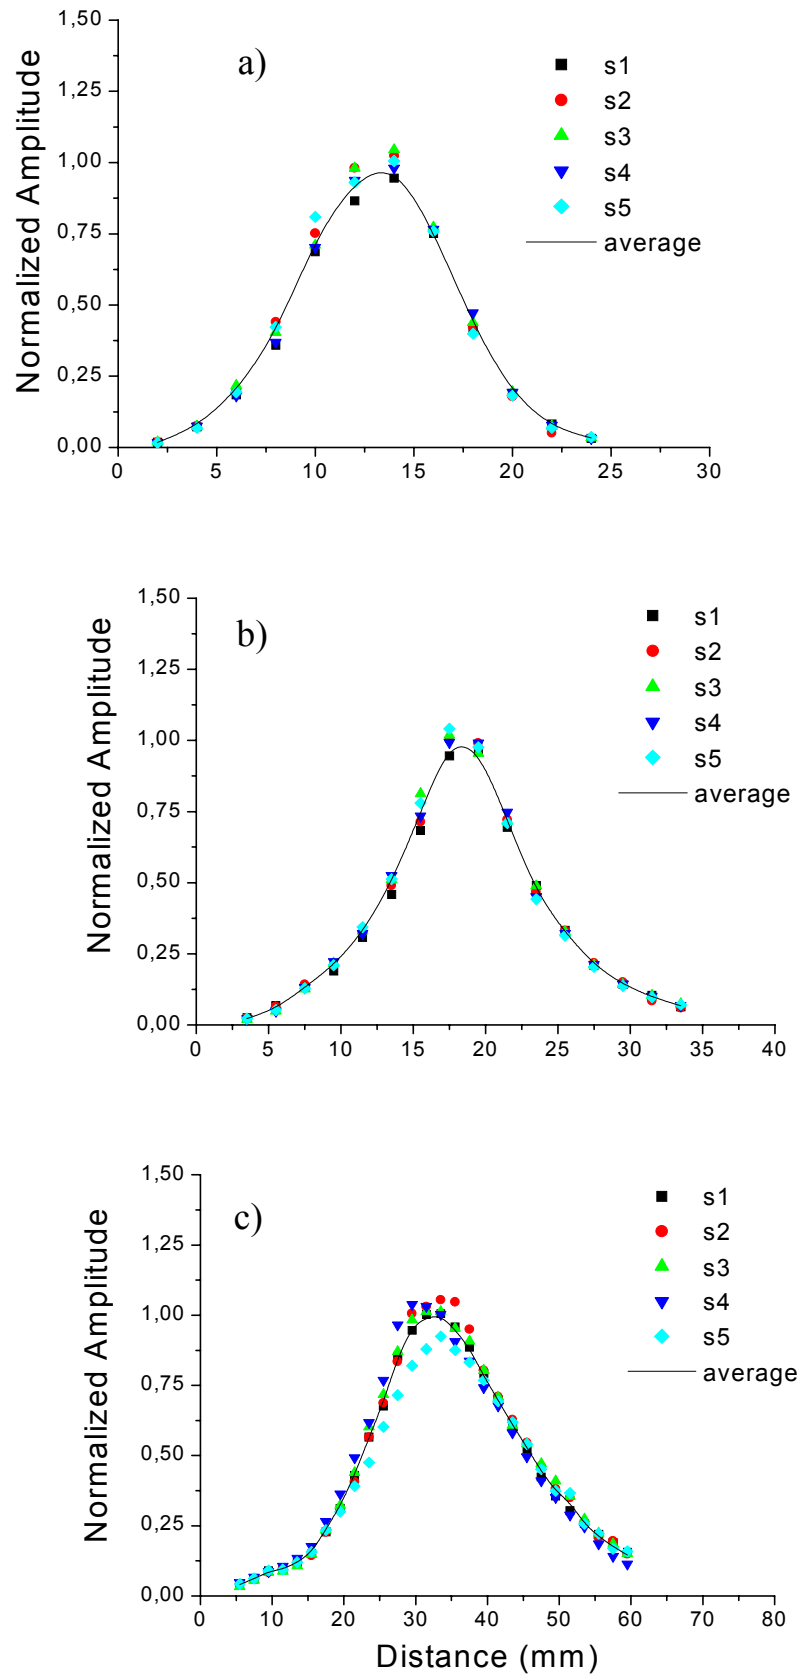 1,50
a)
s1
1,25
s2
s3
1,00
s4
s5
0,75
average
0,50
0,25
0,00
0 5 10 15 20 25 30
Normalized Amplitude
1,50
b)
s1
1,25
s2
s3
1,00
s4
s5
0,75
average
0,50
0,25
0,00
0 5 10 15 20 25 30 35 40
Normalized Amplitude
1,50
c)
s1
1,25
s2
s3
1,00
s4
s5
0,75
average
0,50
0,25
0,00
0 10 20 30 40 50 60 70 80
Normalized Amplitude
Distance (mm)